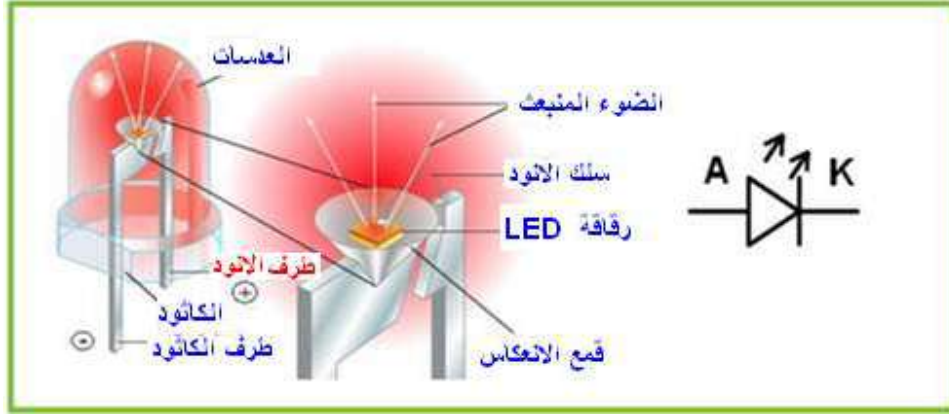 العدسات
الضوء المنبعث
سلك الانود
رقاقة LED
طرف الانود
+
الكاثود
-
طرف الكاثود
قمع الانعكاس
A
K